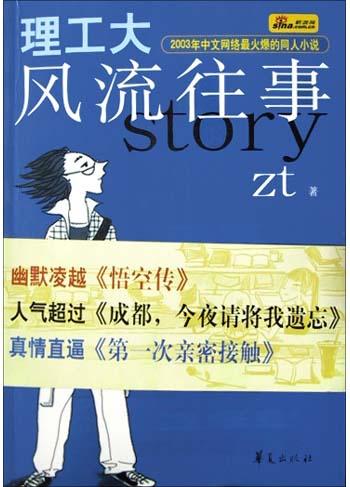 sina 新浪网
理工大
2003年中文网络最火爆的同人小说
风流往事
story
zt 著
幽默凌越《悟空传》
人气超过《成都，今夜请将我遗忘》
真情直逼《第一次亲密接触》
华夏出版社